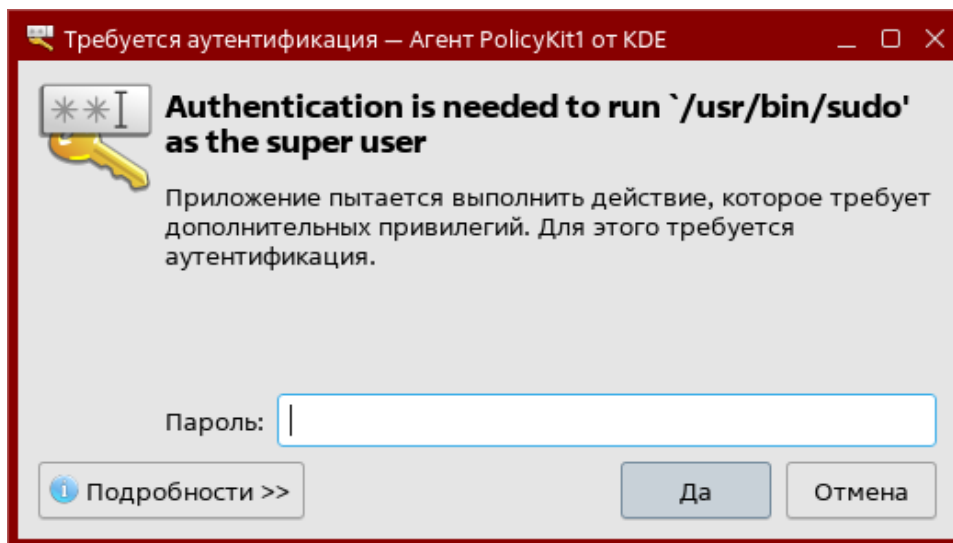 Требуется аутентификация — Агент PolicyKit1 от KDE
Authentication is needed to run `/usr/bin/sudo'
as the super user
Приложение пытается выполнить действие, которое требует
дополнительных привилегий. Для этого требуется
аутентификация.
Пароль:
Подробности >>
Да
Отмена